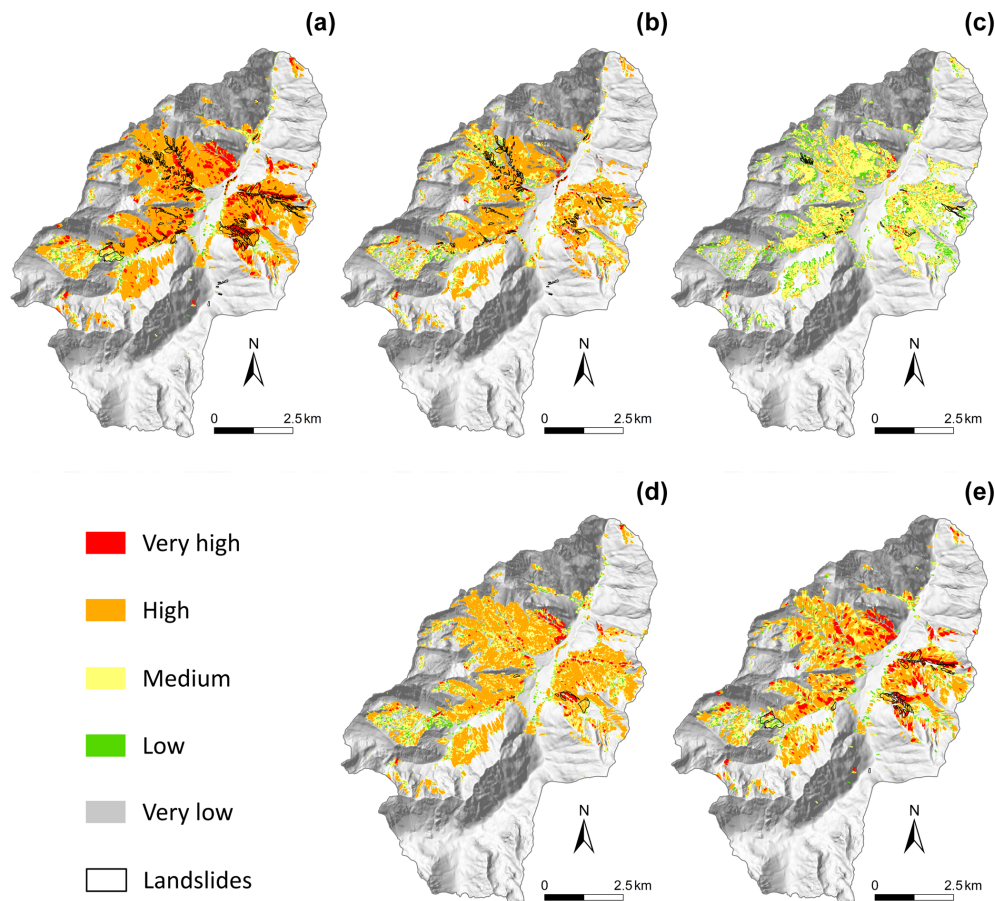 (a)
(b)
(c)
N
0 2.5 km
N
0 2.5 km
N
0 2.5 km
(d)
(e)
Very high
High
Medium
Low
Very low
Landslides
N
0 2.5 km
N
0 2.5 km